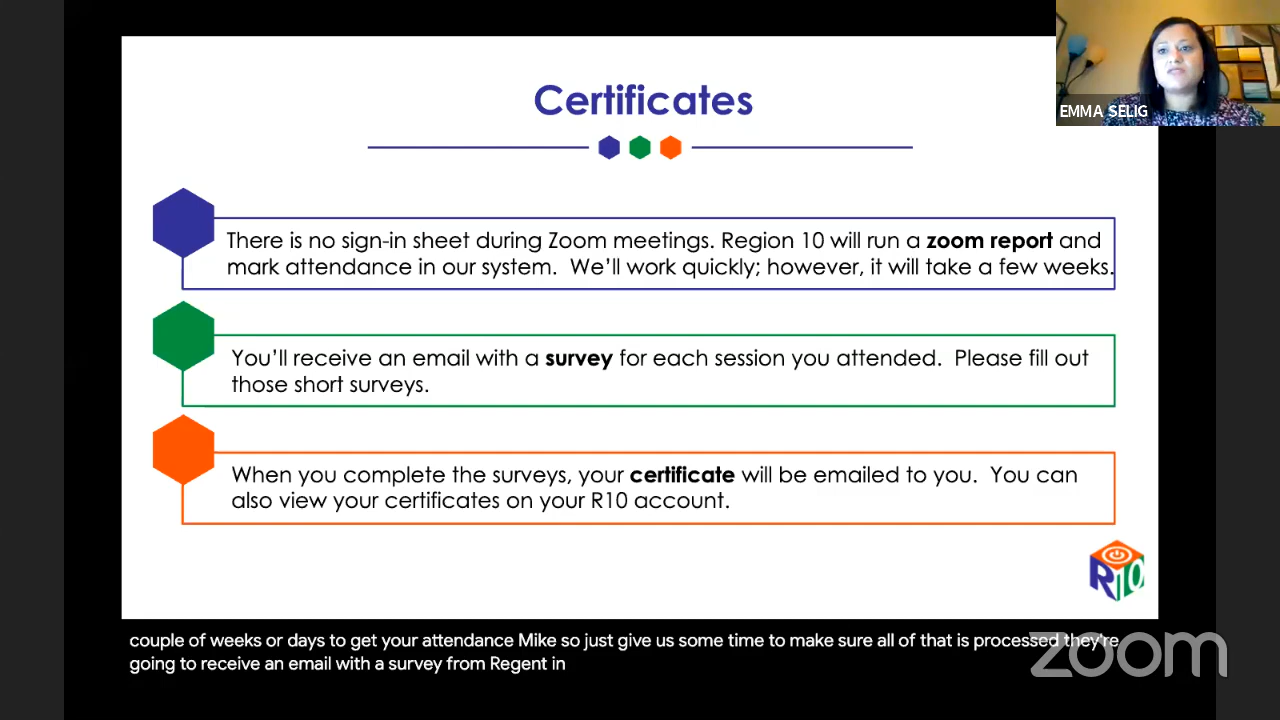 Certificates
EMMA SELIG
There is no sign-in sheet during Zoom meetings. Region 10 will run a zoom report and
mark attendance in our system.  We'll work quickly; however, it will take a few weeks.
You'll receive an email with a survey for each session you attended.  Please fill out
those short surveys.
When you complete the surveys, your certificate will be emailed to you.  You can
also view your certificates on your R10 account.
R10
couple of weeks or days to get your attendance Mike so just give us some time to make sure all of that is processed they're
going to receive an email with a survey from Regent in
zoom